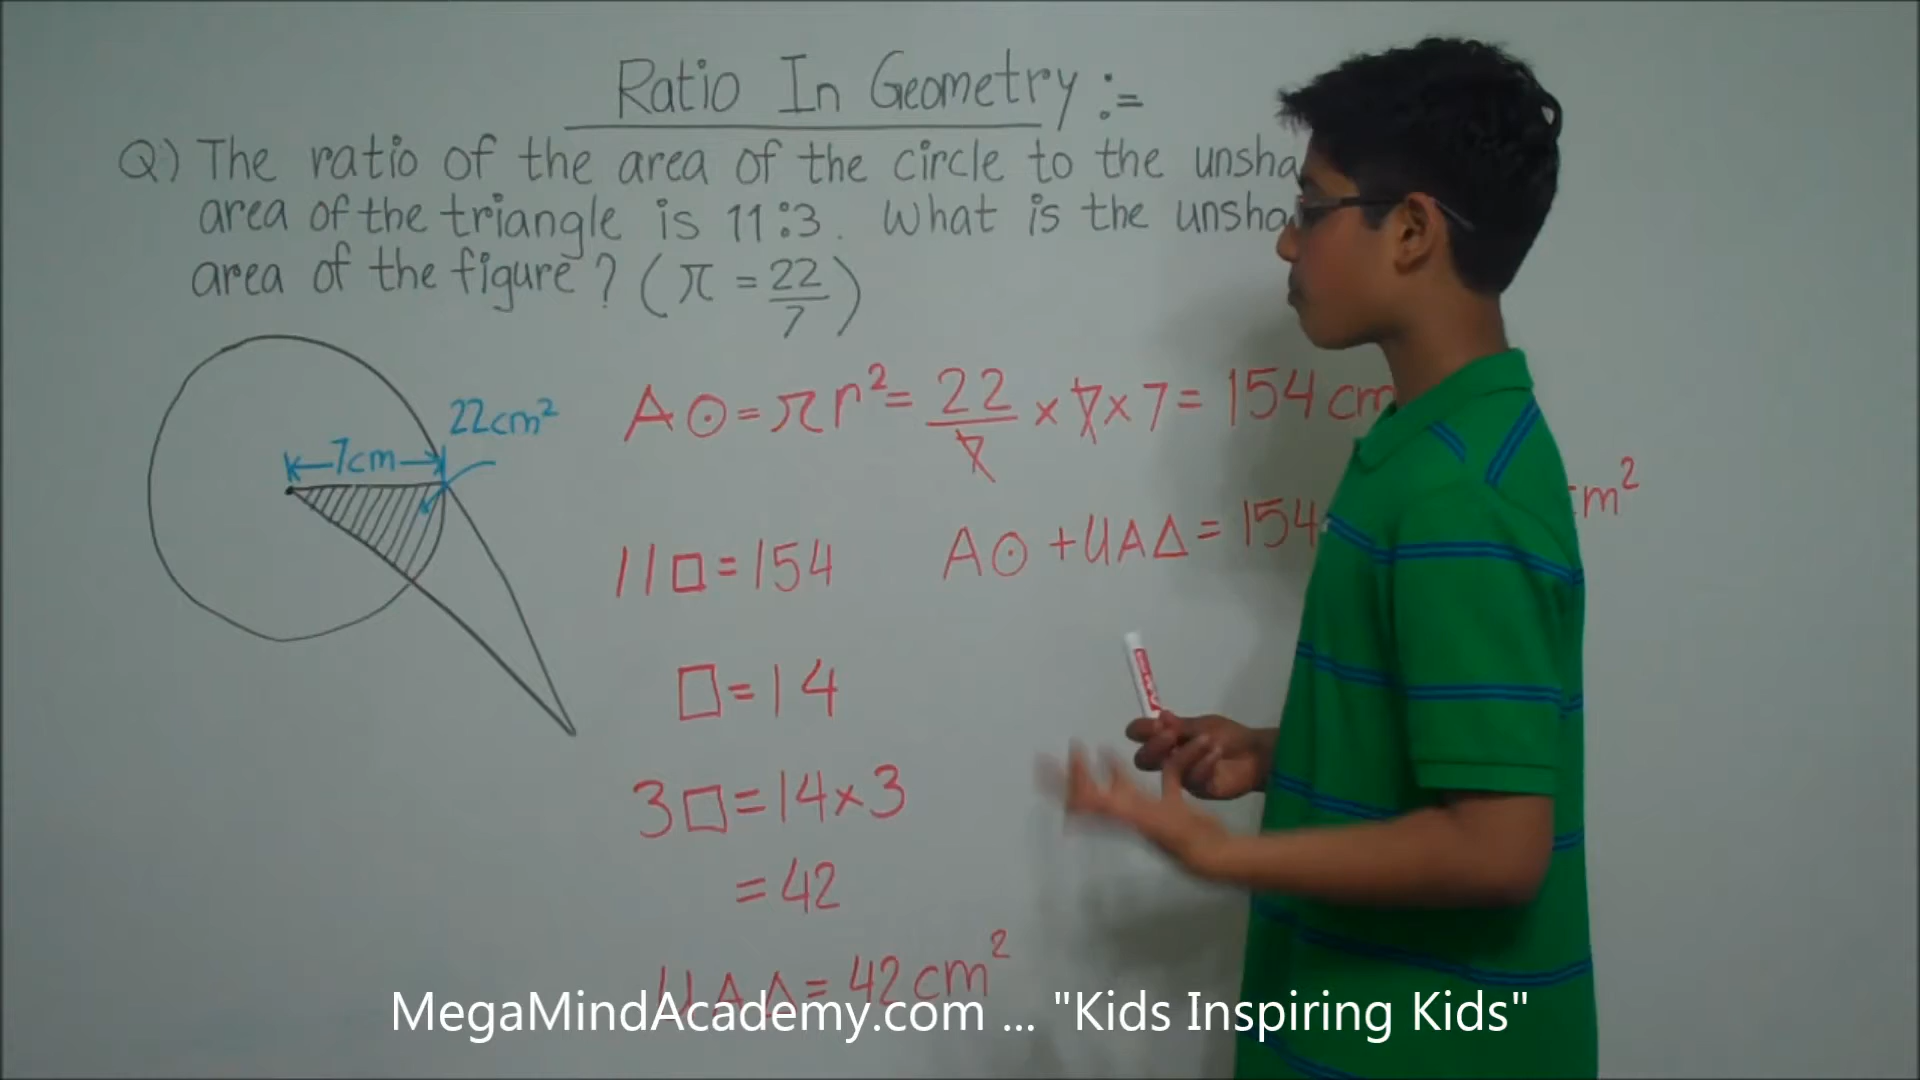 Ratio In Geometry :=
Q) The ratio of the area of the circle to the unsha
area of the triangle is 11:3. What is the unsha
area of the figure? (π = 22/7)
22cm²
7cm
A⊙ = πr² = 22/7 × 7 × 7 = 154 cm
11□ = 154
A⊙ + UA△ = 154
cm²
□ = 14
3□ = 14×3
= 42
UA△ = 42cm²
MegaMindAcademy.com ... "Kids Inspiring Kids"